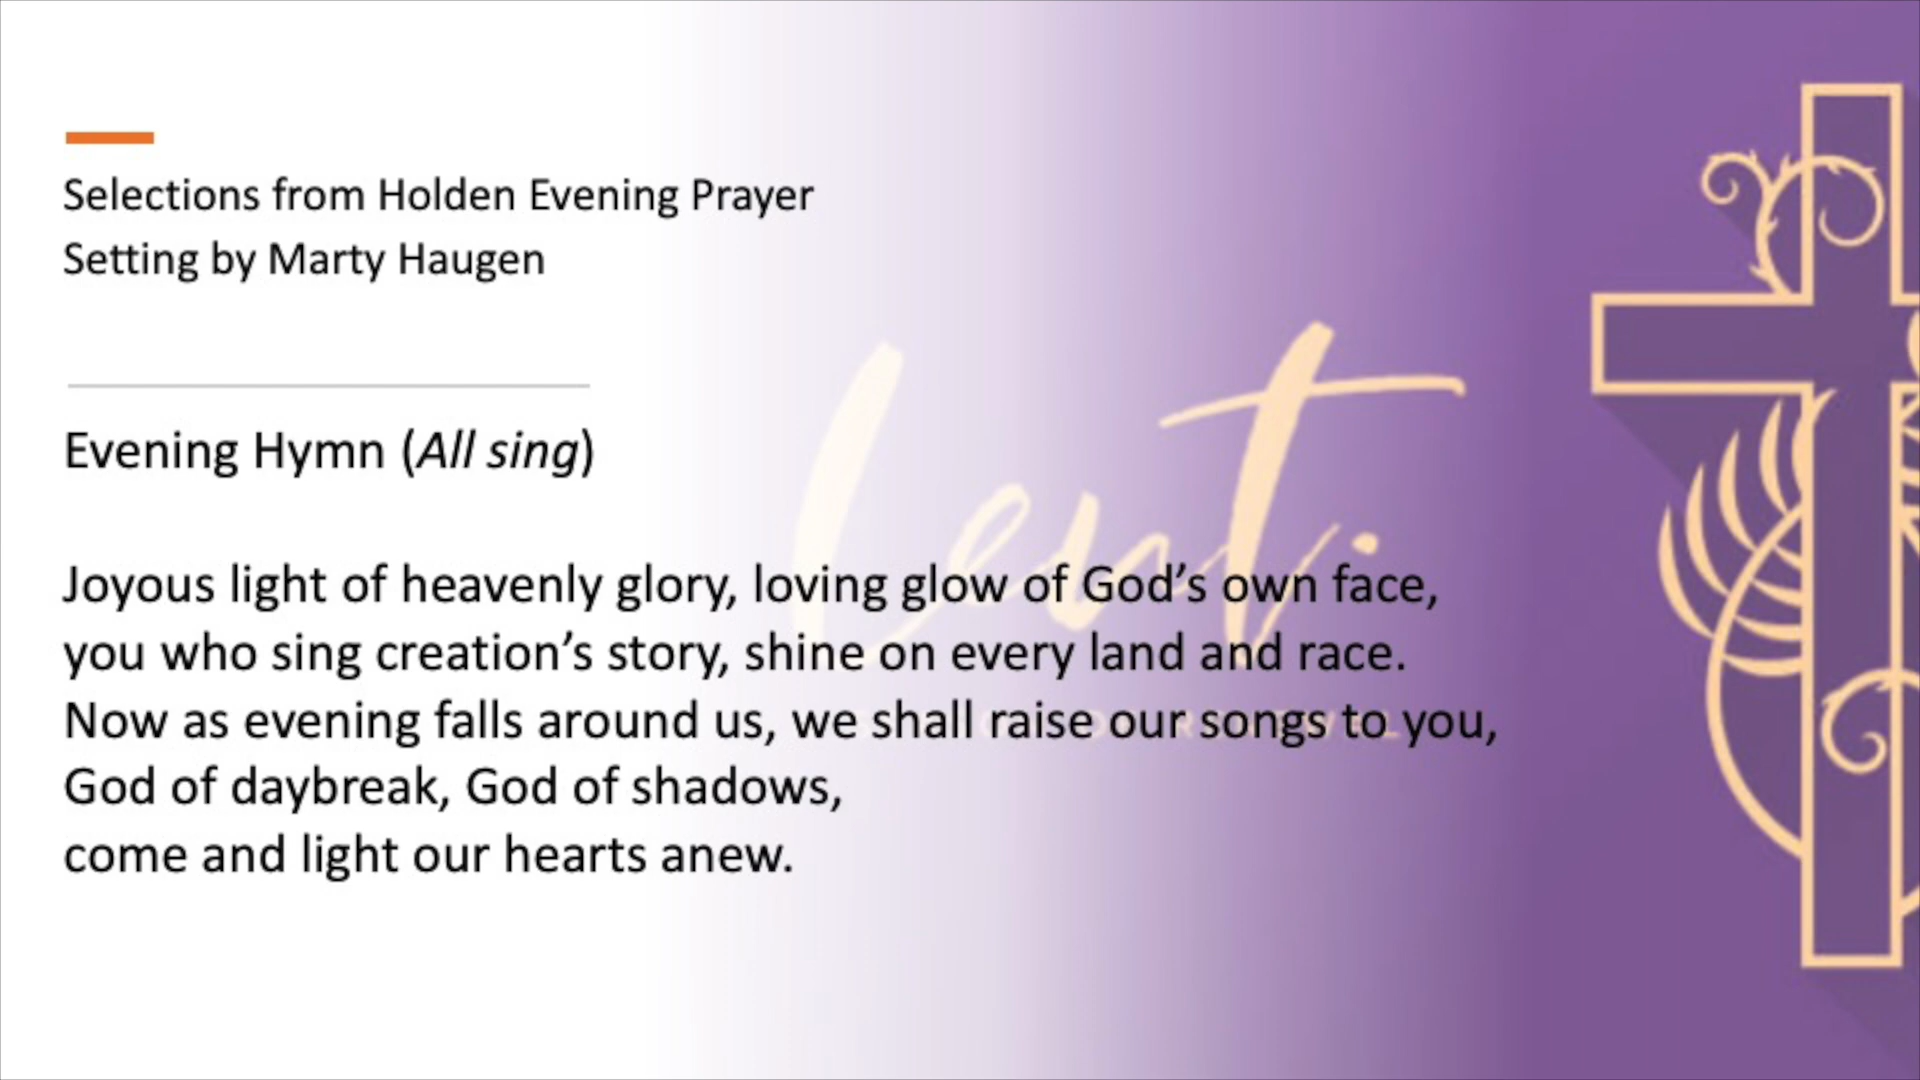 Selections from Holden Evening Prayer
Setting by Marty Haugen
Evening Hymn (All sing)
Lent.
Joyous light of heavenly glory, loving glow of God’s own face,
you who sing creation’s story, shine on every land and race.
Now as evening falls around us, we shall raise our songs to you,
God of daybreak, God of shadows,
come and light our hearts anew.